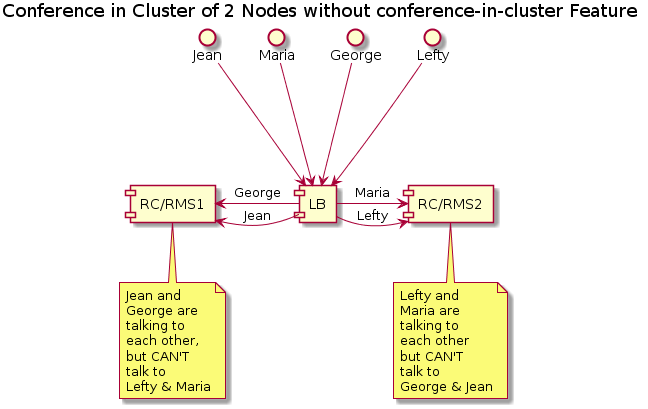 Conference in Cluster of 2 Nodes without conference-in-cluster Feature
Jean
Maria
George
Lefty
George
Maria
RC/RMS1
LB
RC/RMS2
Jean
Lefty
Jean and
George are
talking to
each other,
but CAN'T
talk to
Lefty & Maria
Lefty and
Maria are
talking to
each other
but CAN'T
talk to
George & Jean